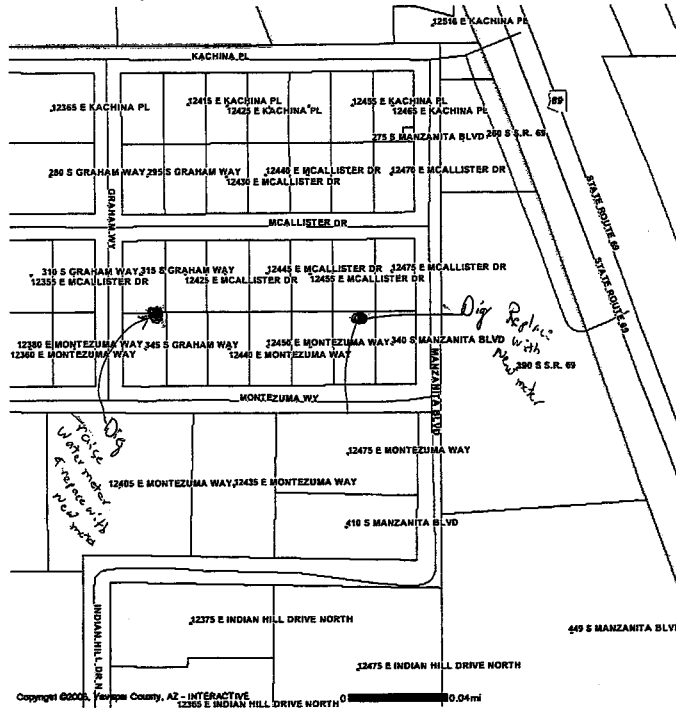 12516 E KACHINA PL
KACHINA PL
89
12365 E KACHINA PL
12415 E KACHINA PL
12425 E KACHINA PL
12455 E KACHINA PL
12465 E KACHINA PL
275 S MANZANITA BLVD
260 S S.R. 69
280 S GRAHAM WAY
295 S GRAHAM WAY
12440 E MCALLISTER DR
12430 E MCALLISTER DR
12470 E MCALLISTER DR
GRAHAM WY
MCALLISTER DR
STATE ROUTE 69
STATE ROUTE 69
310 S GRAHAM WAY
315 S GRAHAM WAY
12355 E MCALLISTER DR
12425 E MCALLISTER DR
12445 E MCALLISTER DR
12455 E MCALLISTER DR
12475 E MCALLISTER DR
Dig Replace
with
New meter
12380 E MONTEZUMA WAY
12360 E MONTEZUMA WAY
345 S GRAHAM WAY
12440 E MONTEZUMA WAY
12450 E MONTEZUMA WAY
340 S MANZANITA BLVD
390 S S.R. 69
MANZANITA BLVD
MONTEZUMA WY
Dig
raise
Water meter
& replace with
New meter
12475 E MONTEZUMA WAY
12405 E MONTEZUMA WAY
12435 E MONTEZUMA WAY
410 S MANZANITA BLVD
INDIAN HILL DR N
12375 E INDIAN HILL DRIVE NORTH
449 S MANZANITA BLV
12475 E INDIAN HILL DRIVE NORTH
Copyright ©2005, Yavapai County, AZ - INTERACTIVE
12365 E INDIAN HILL DRIVE NORTH
0 0.04mi